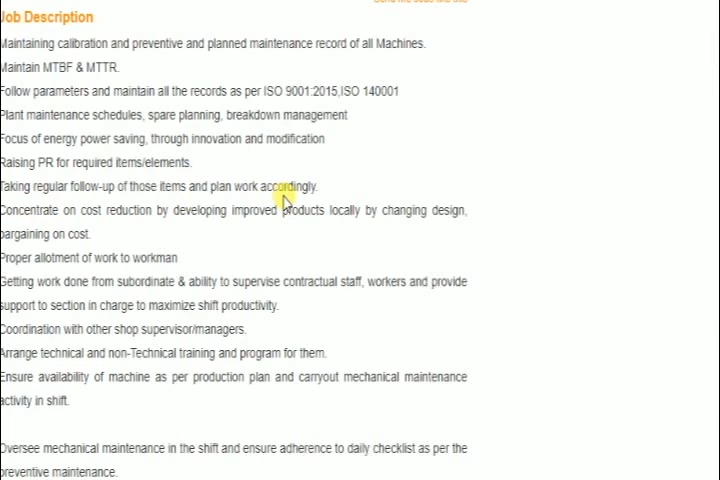 Job Description
Maintaining calibration and preventive and planned maintenance record of all Machines.
Maintain MTBF & MTTR.
Follow parameters and maintain all the records as per ISO 9001:2015,ISO 140001
Plant maintenance schedules, spare planning, breakdown management
Focus of energy power saving, through innovation and modification
Raising PR for required items/elements.
Taking regular follow-up of those items and plan work accordingly.
Concentrate on cost reduction by developing improved products locally by changing design,
bargaining on cost.
Proper allotment of work to workman
Getting work done from subordinate & ability to supervise contractual staff, workers and provide
support to section in charge to maximize shift productivity.
Coordination with other shop supervisor/managers.
Arrange technical and non-Technical training and program for them.
Ensure availability of machine as per production plan and carryout mechanical maintenance
activity in shift.
Oversee mechanical maintenance in the shift and ensure adherence to daily checklist as per the
preventive maintenance.